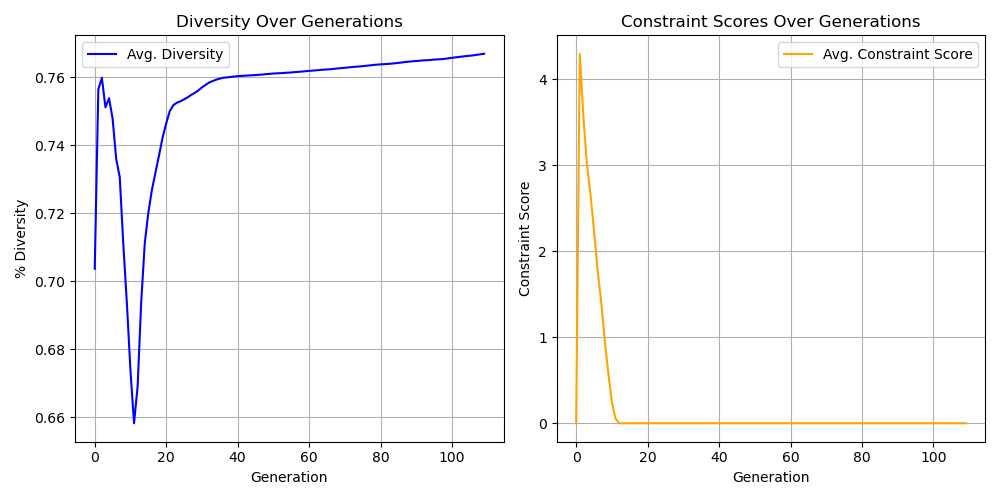 Diversity Over Generations
Avg. Diversity
% Diversity
0.76
0.74
0.72
0.70
0.68
0.66
0 20 40 60 80 100
Generation
Constraint Scores Over Generations
Avg. Constraint Score
Constraint Score
4
3
2
1
0
0 20 40 60 80 100
Generation